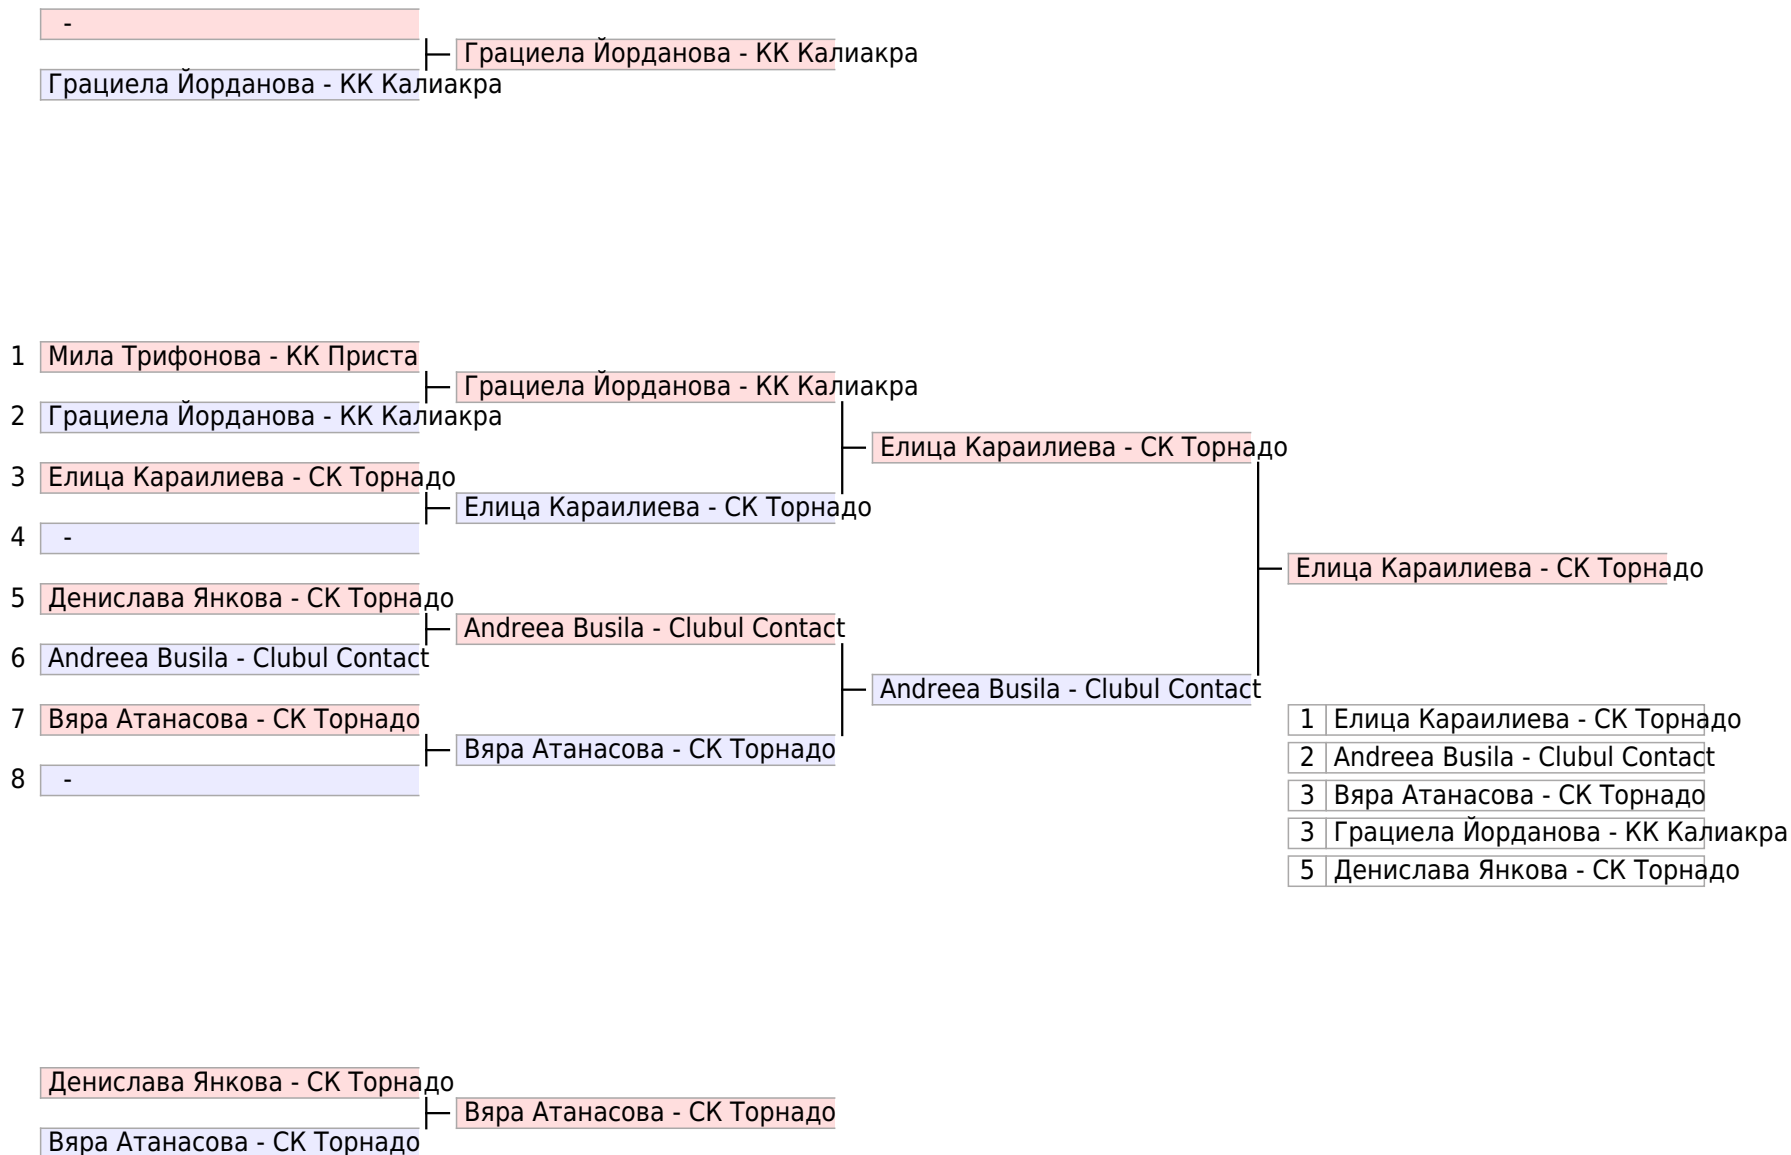 -
Грациела Йорданова - КК Калиакра
Грациела Йорданова - КК Калиакра
1 Мила Трифонова - КК Приста
Грациела Йорданова - КК Калиакра
2 Грациела Йорданова - КК Калиакра
Елица Караилиева - СК Торнадо
3 Елица Караилиева - СК Торнадо
Елица Караилиева - СК Торнадо
4 -
Елица Караилиева - СК Торнадо
5 Денислава Янкова - СК Торнадо
Andreea Busila - Clubul Contact
6 Andreea Busila - Clubul Contact
Andreea Busila - Clubul Contact
7 Вяра Атанасова - СК Торнадо
Вяра Атанасова - СК Торнадо
8 -
1 Елица Караилиева - СК Торнадо
2 Andreea Busila - Clubul Contact
3 Вяра Атанасова - СК Торнадо
3 Грациела Йорданова - КК Калиакра
5 Денислава Янкова - СК Торнадо
Денислава Янкова - СК Торнадо
Вяра Атанасова - СК Торнадо
Вяра Атанасова - СК Торнадо